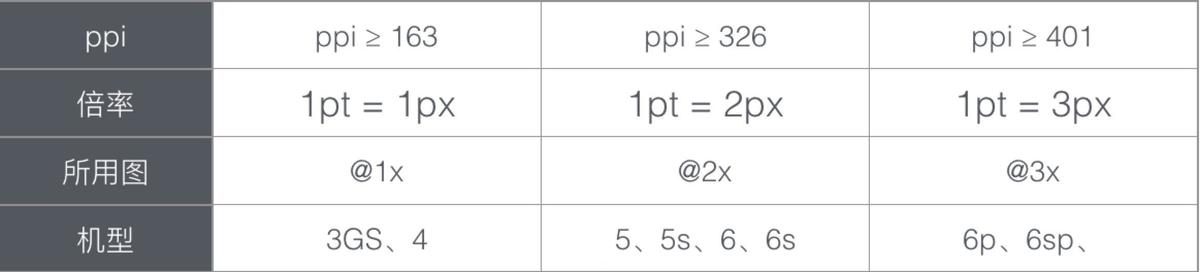 ppi ppi ≥ 163 ppi ≥ 326 ppi ≥ 401
倍率 1pt = 1px 1pt = 2px 1pt = 3px
所用图 @1x @2x @3x
机型 3GS、4 5、5s、6、6s 6p、6sp、